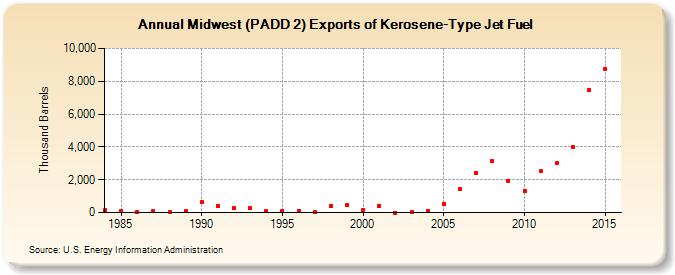 Annual Midwest (PADD 2) Exports of Kerosene-Type Jet Fuel
Thousand Barrels
10,000
8,000
6,000
4,000
2,000
0
1985 1990 1995 2000 2005 2010 2015
Source: U.S. Energy Information Administration